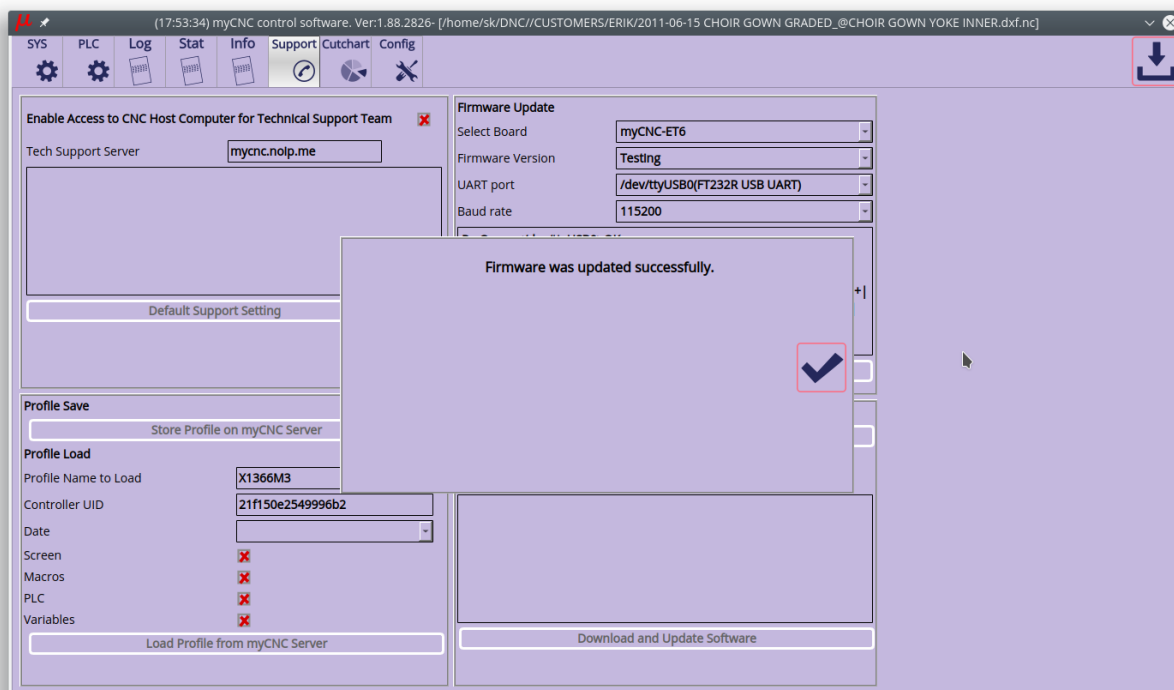 (17:53:34) myCNC control software. Ver:1.88.2826- [/home/sk/DNC//CUSTOMERS/ERIK/2011-06-15 CHOIR GOWN GRADED_@CHOIR GOWN YOKE INNER.dxf.nc]
SYS PLC Log Stat Info Support Cutchart Config
Enable Access to CNC Host Computer for Technical Support Team
Tech Support Server mycnc.noip.me
Default Support Setting
Firmware Update
Select Board myCNC-ET6
Firmware Version Testing
UART port /dev/ttyUSB0(FT232R USB UART)
Baud rate 115200
+|
Firmware was updated successfully.
Profile Save
Store Profile on myCNC Server
Profile Load
Profile Name to Load X1366M3
Controller UID 21f150e2549996b2
Date
Screen
Macros
PLC
Variables
Load Profile from myCNC Server
Download and Update Software